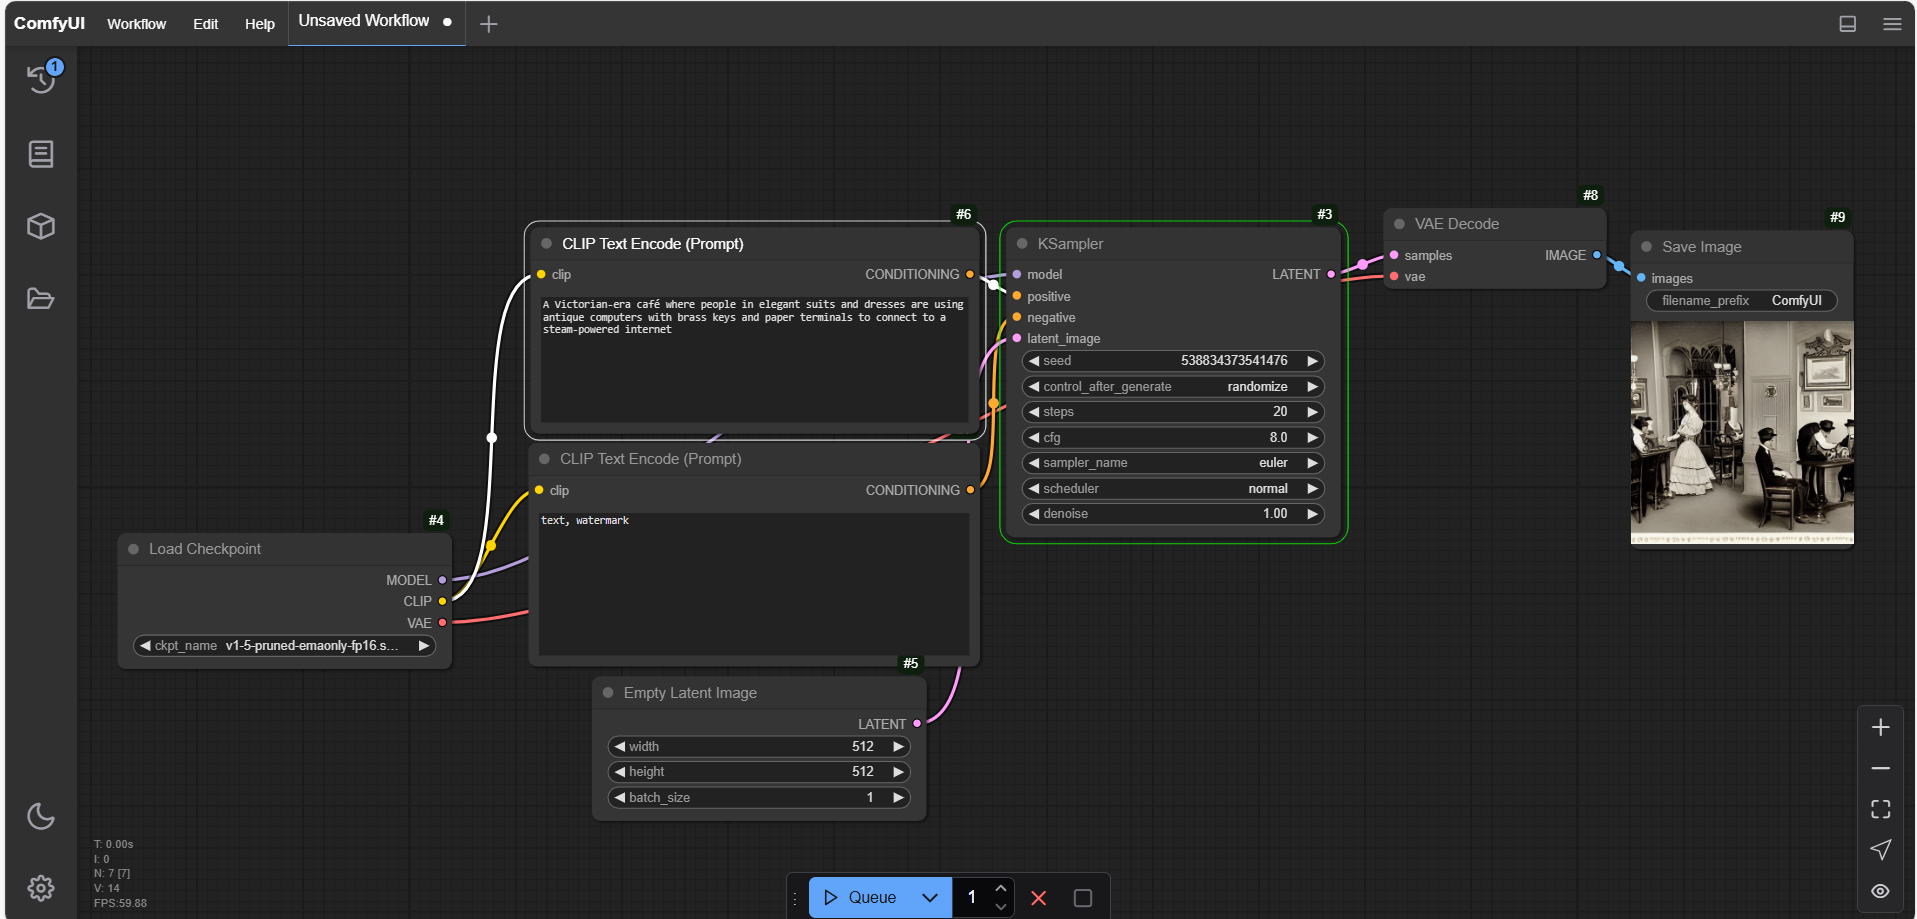 ComfyUI
Workflow
Edit
Help
Unsaved Workflow
1
#6
CLIP Text Encode (Prompt)
clip
CONDITIONING
A Victorian-era café where people in elegant suits and dresses are using
antique computers with brass keys and paper terminals to connect to a
steam-powered internet
CLIP Text Encode (Prompt)
clip
CONDITIONING
text, watermark
#4
Load Checkpoint
MODEL
CLIP
VAE
ckpt_name v1-5-pruned-emaonly-fp16.s...
#5
Empty Latent Image
LATENT
width 512
height 512
batch_size 1
#3
KSampler
model
LATENT
positive
negative
latent_image
seed 538834373541476
control_after_generate randomize
steps 20
cfg 8.0
sampler_name euler
scheduler normal
denoise 1.00
#8
VAE Decode
samples
IMAGE
vae
#9
Save Image
images
filename_prefix ComfyUI
T: 0.00s
I: 0
N: 7 [7]
V: 14
FPS:59.88
Queue
1